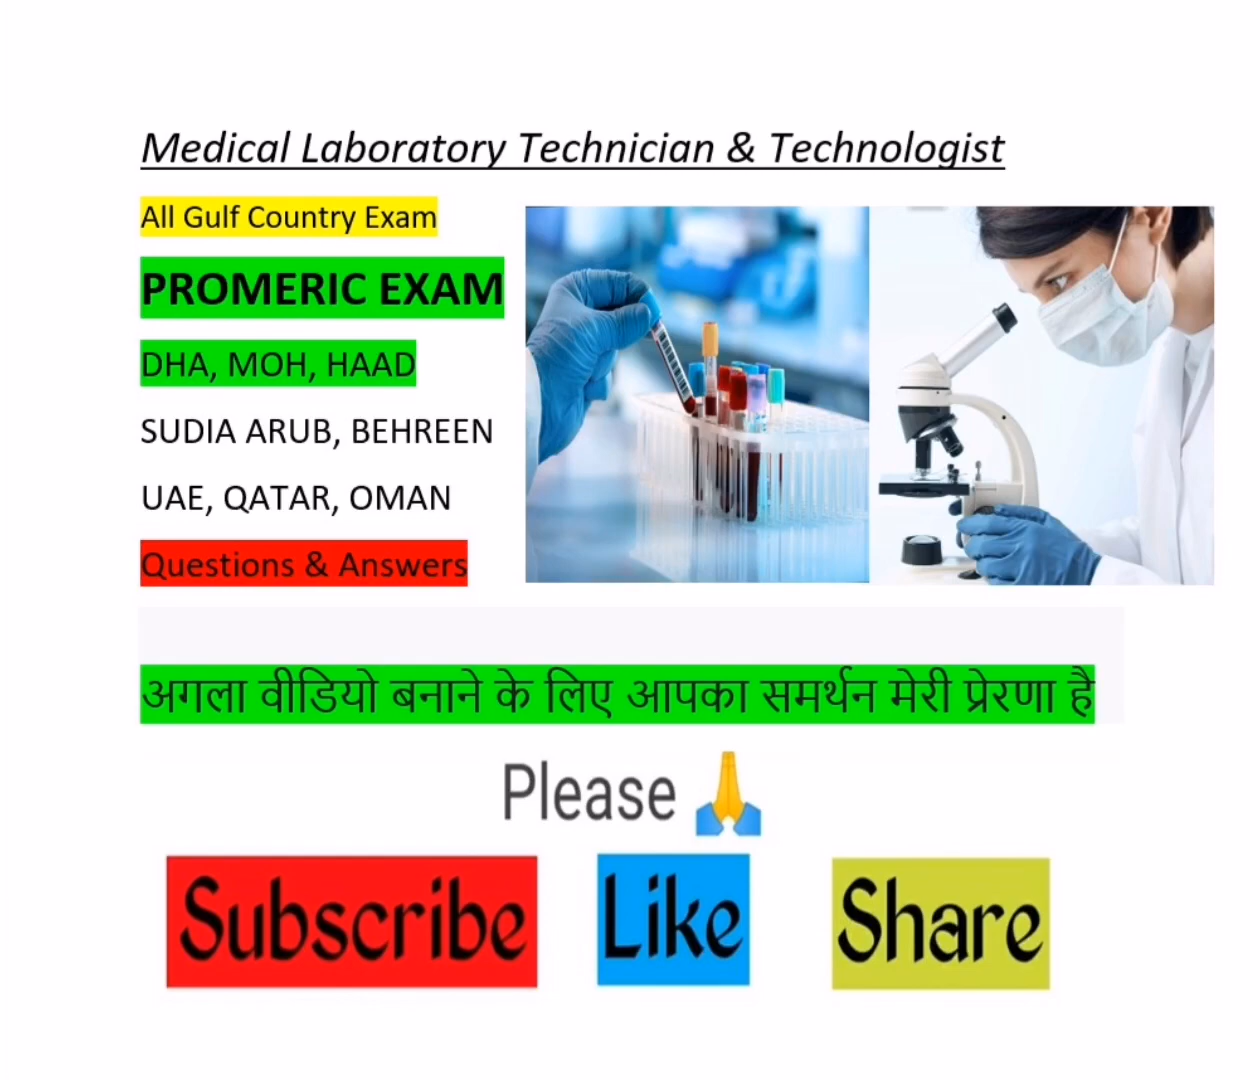 Medical Laboratory Technician & Technologist
All Gulf Country Exam
PROMERIC EXAM
DHA, MOH, HAAD
SUDIA ARUB, BEHREEN
UAE, QATAR, OMAN
Questions & Answers
अगला वीडियो बनाने के लिए आपका समर्थन मेरी प्रेरणा है
Please 🙏
Subscribe Like Share